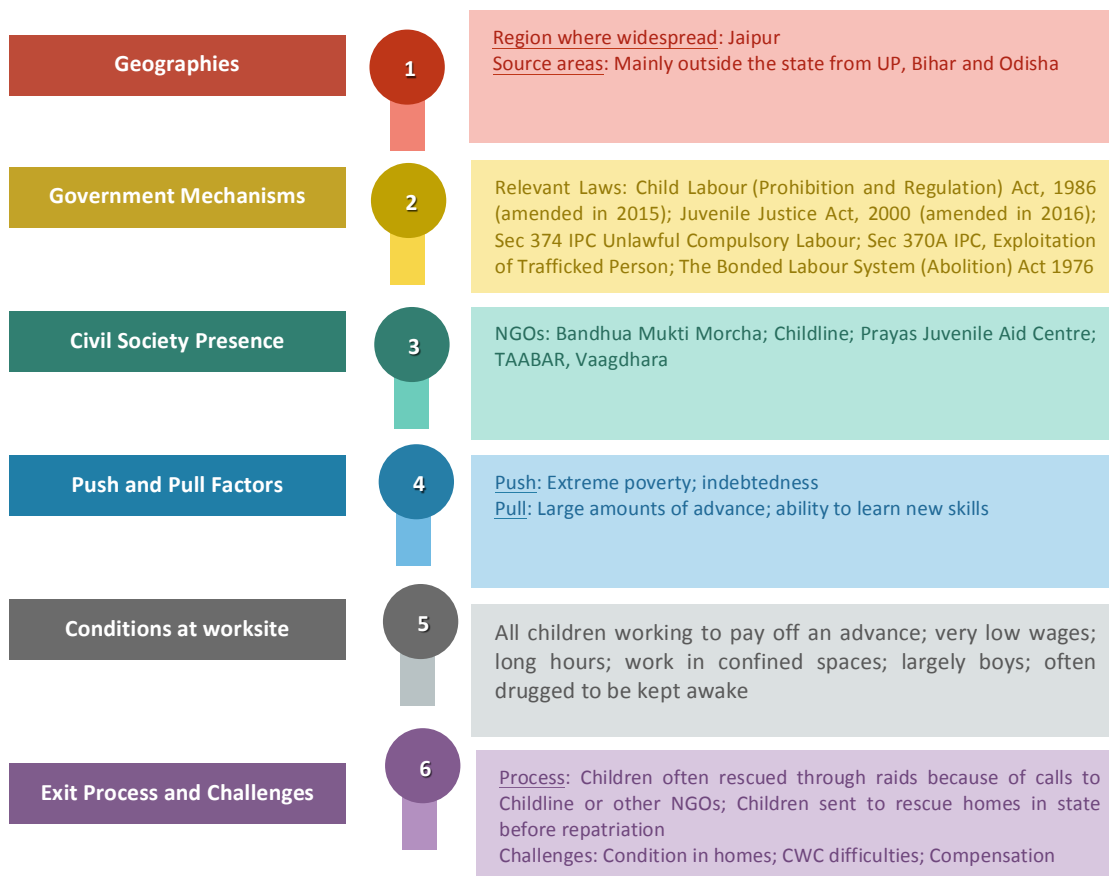 Geographies
1
Region where widespread: Jaipur
Source areas: Mainly outside the state from UP, Bihar and Odisha
Government Mechanisms
2
Relevant Laws: Child Labour (Prohibition and Regulation) Act, 1986
(amended in 2015); Juvenile Justice Act, 2000 (amended in 2016);
Sec 374 IPC Unlawful Compulsory Labour; Sec 370A IPC, Exploitation
of Trafficked Person; The Bonded Labour System (Abolition) Act 1976
Civil Society Presence
3
NGOs: Bandhua Mukti Morcha; Childline; Prayas Juvenile Aid Centre;
TAABAR, Vaagdhara
Push and Pull Factors
4
Push: Extreme poverty; indebtedness
Pull: Large amounts of advance; ability to learn new skills
Conditions at worksite
5
All children working to pay off an advance; very low wages;
long hours; work in confined spaces; largely boys; often
drugged to be kept awake
Exit Process and Challenges
6
Process: Children often rescued through raids because of calls to
Childline or other NGOs; Children sent to rescue homes in state
before repatriation
Challenges: Condition in homes; CWC difficulties; Compensation